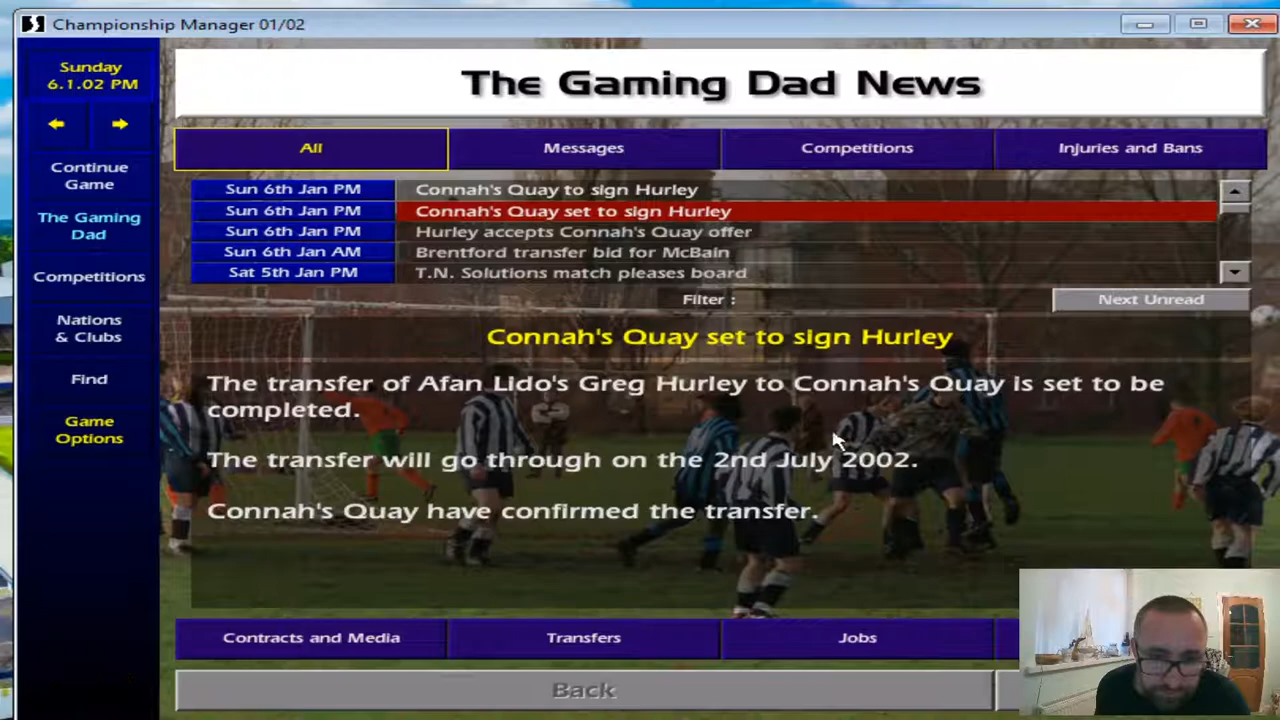 Championship Manager 01/02
Sunday
6.1.02 PM
The Gaming Dad News
All
Messages
Competitions
Injuries and Bans
Continue
Game
The Gaming
Dad
Competitions
Nations
& Clubs
Find
Game
Options
Sun 6th Jan PM Connah's Quay to sign Hurley
Sun 6th Jan PM Connah's Quay set to sign Hurley
Sun 6th Jan PM Hurley accepts Connah's Quay offer
Sun 6th Jan AM Brentford transfer bid for McBain
Sat 5th Jan PM T.N. Solutions match pleases board
Filter :
Next Unread
Connah's Quay set to sign Hurley
The transfer of Afan Lido's Greg Hurley to Connah's Quay is set to be
completed.
The transfer will go through on the 2nd July 2002.
Connah's Quay have confirmed the transfer.
Contracts and Media
Transfers
Jobs
Back